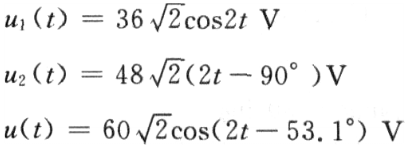 u₁(t) = 36√2cos2t V
u₂(t) = 48√2(2t − 90° )V
u(t) = 60√2cos(2t − 53. 1°) V